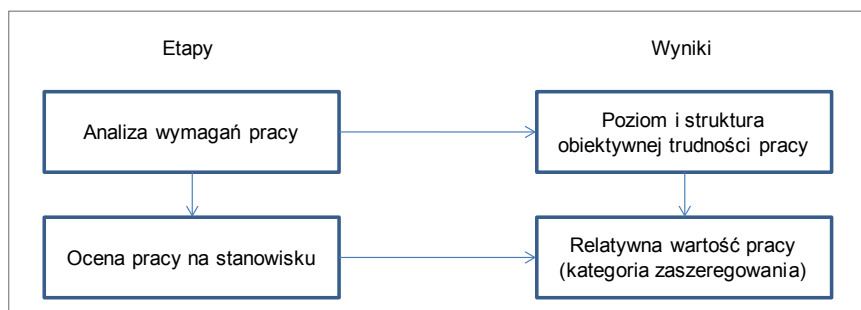 Etapy
Wyniki
Analiza wymagań pracy
Poziom i struktura
obiektywnej trudności pracy
Ocena pracy na stanowisku
Relatywna wartość pracy
(kategoria zaszeregowania)